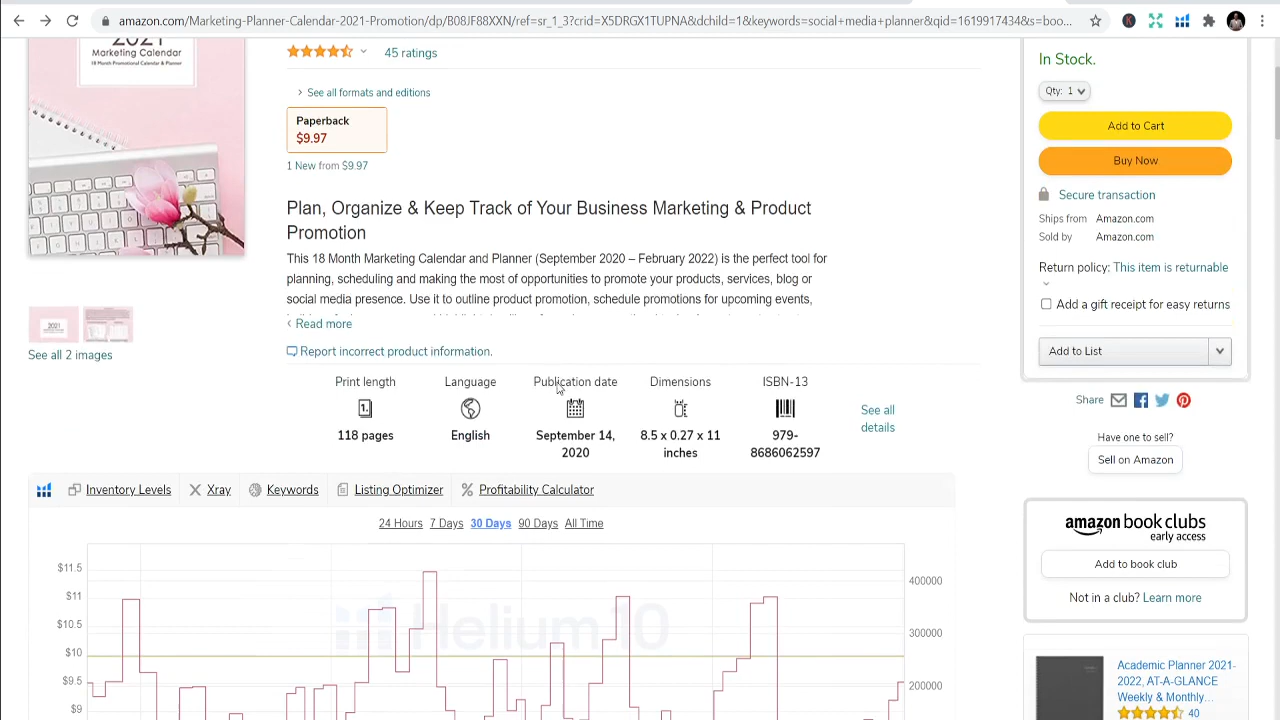 amazon.com/Marketing-Planner-Calendar-2021-Promotion/dp/B08JF88XXN/ref=sr_1_3?crid=X5DRGX1TUPNA&dchild=1&keywords=social+media+planner&qid=1619917434&s=boo...
2021
Marketing Calendar
18 Month Promotional Calendar & Planner
45 ratings
See all formats and editions
Paperback
$9.97
1 New from $9.97
Plan, Organize & Keep Track of Your Business Marketing & Product
Promotion
This 18 Month Marketing Calendar and Planner (September 2020 – February 2022) is the perfect tool for
planning, scheduling and making the most of opportunities to promote your products, services, blog or
social media presence. Use it to outline product promotion, schedule promotions for upcoming events,
Read more
Report incorrect product information.
2021
See all 2 images
Print length
118 pages
Language
English
Publication date
September 14,
2020
Dimensions
8.5 x 0.27 x 11
inches
ISBN-13
979-
8686062597
See all
details
Inventory Levels
Xray
Keywords
Listing Optimizer
Profitability Calculator
24 Hours 7 Days 30 Days 90 Days All Time
$11.5
$11
$10.5
$10
$9.5
$9
Helium 10
400000
300000
200000
In Stock.
Qty: 1
Add to Cart
Buy Now
Secure transaction
Ships from Amazon.com
Sold by Amazon.com
Return policy: This item is returnable
Add a gift receipt for easy returns
Add to List
Share
Have one to sell?
Sell on Amazon
amazon book clubs
early access
Add to book club
Not in a club? Learn more
Academic Planner 2021-
2022, AT-A-GLANCE
Weekly & Monthly...
40